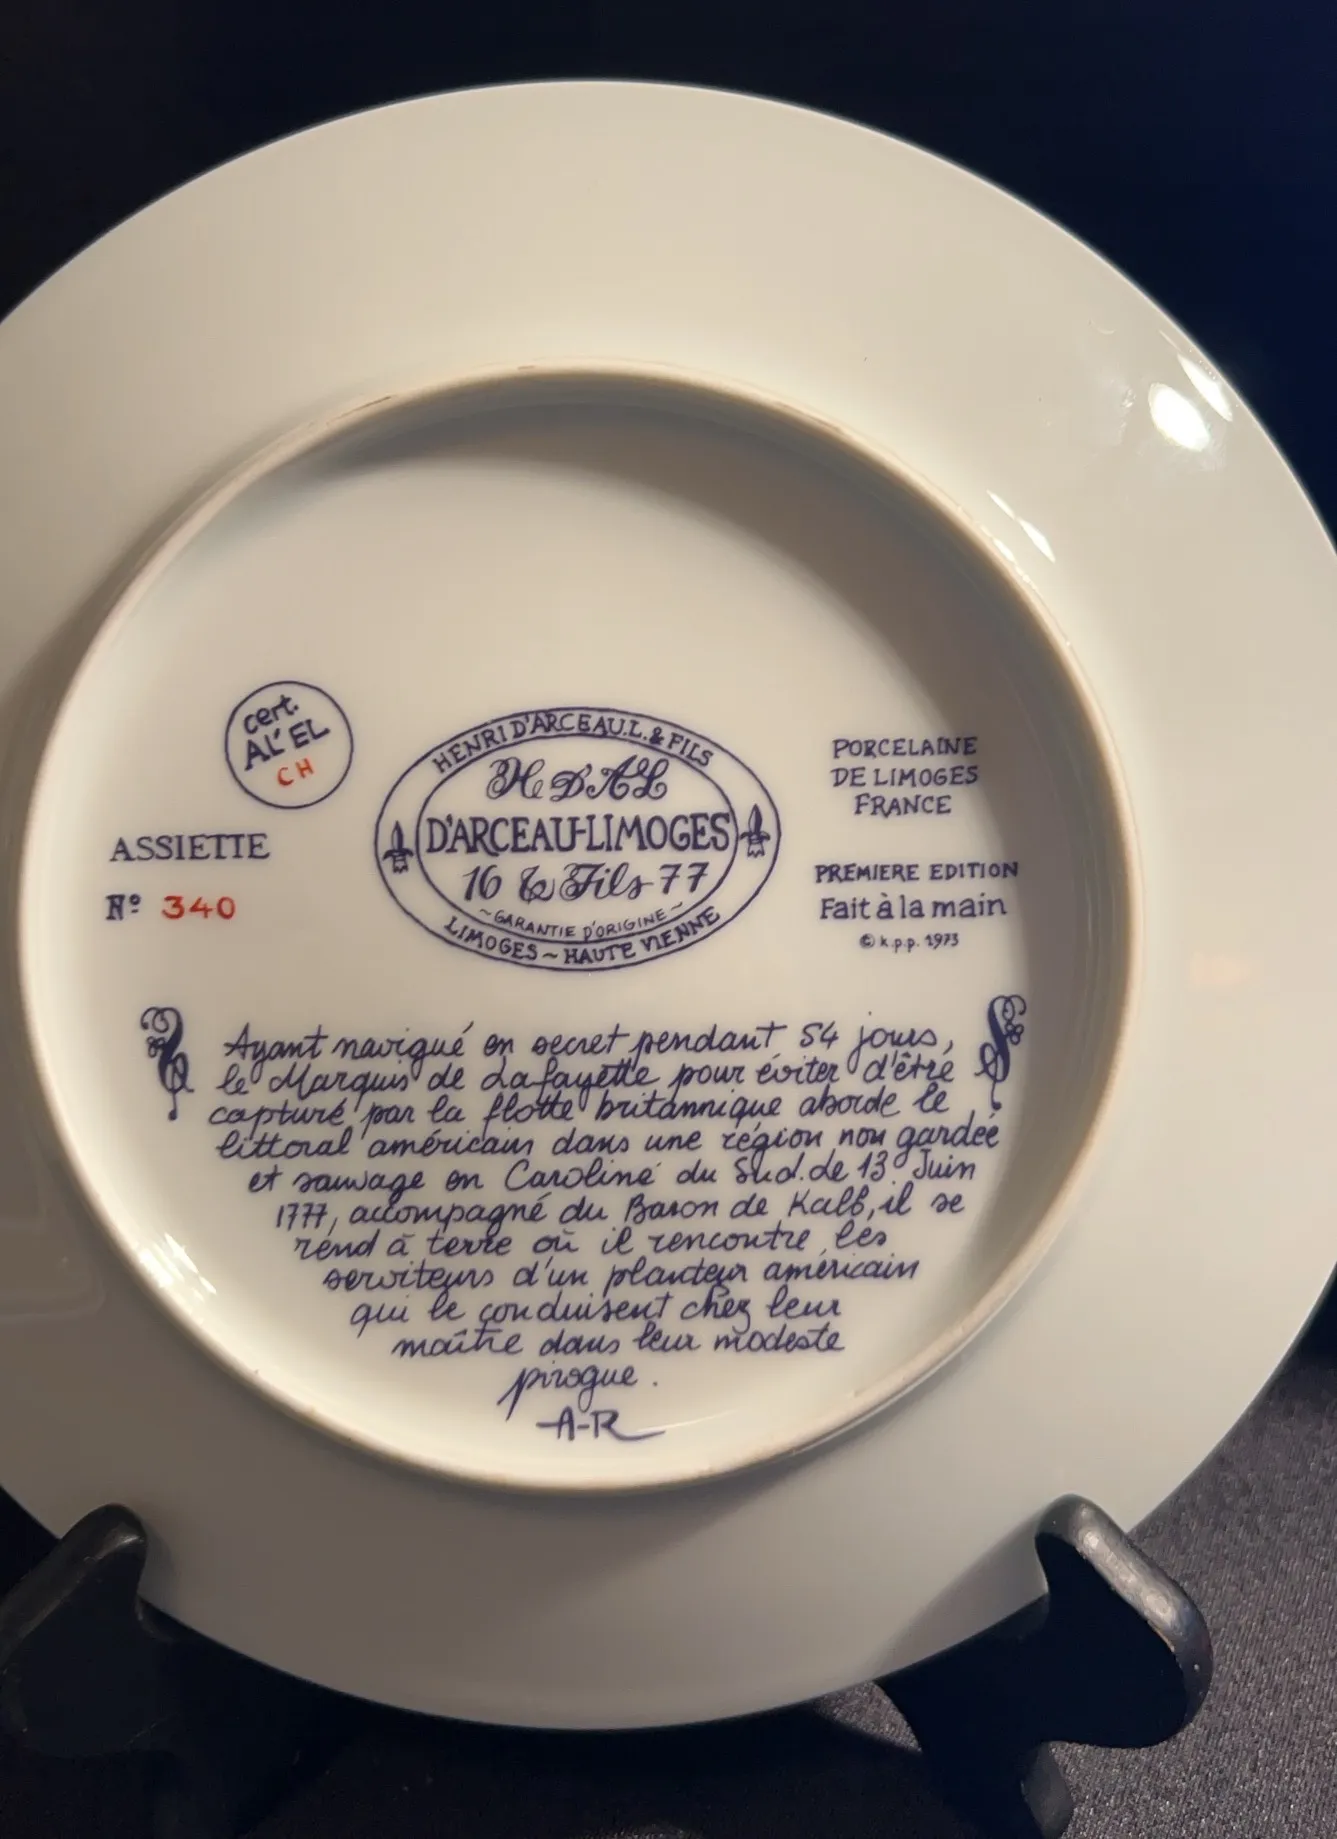 cert.
AL' EL
CH
ASSIETTE
Nº 340
HENRI D'ARCEAU.L. & FILS
H D'AL
D'ARCEAU-LIMOGES
16 & Fils 77
~GARANTIE D'ORIGINE~
LIMOGES ~ HAUTE VIENNE
PORCELAINE
DE LIMOGES
FRANCE
PREMIERE EDITION
Fait à la main
© k.p.p. 1973
Ayant navigué en secret pendant 54 jours,
le Marquis de Lafayette pour éviter d'être
capturé par la flotte britannique aborde le
littoral américain dans une région non gardée
et sauvage en Caroline du Sud. de 13 Juin
1777, accompagné du Baron de Kalb, il se
rend à terre où il rencontre les
serviteurs d'un planteur américain
qui le conduisent chez leur
maître dans leur modeste
pirogue.
A-R